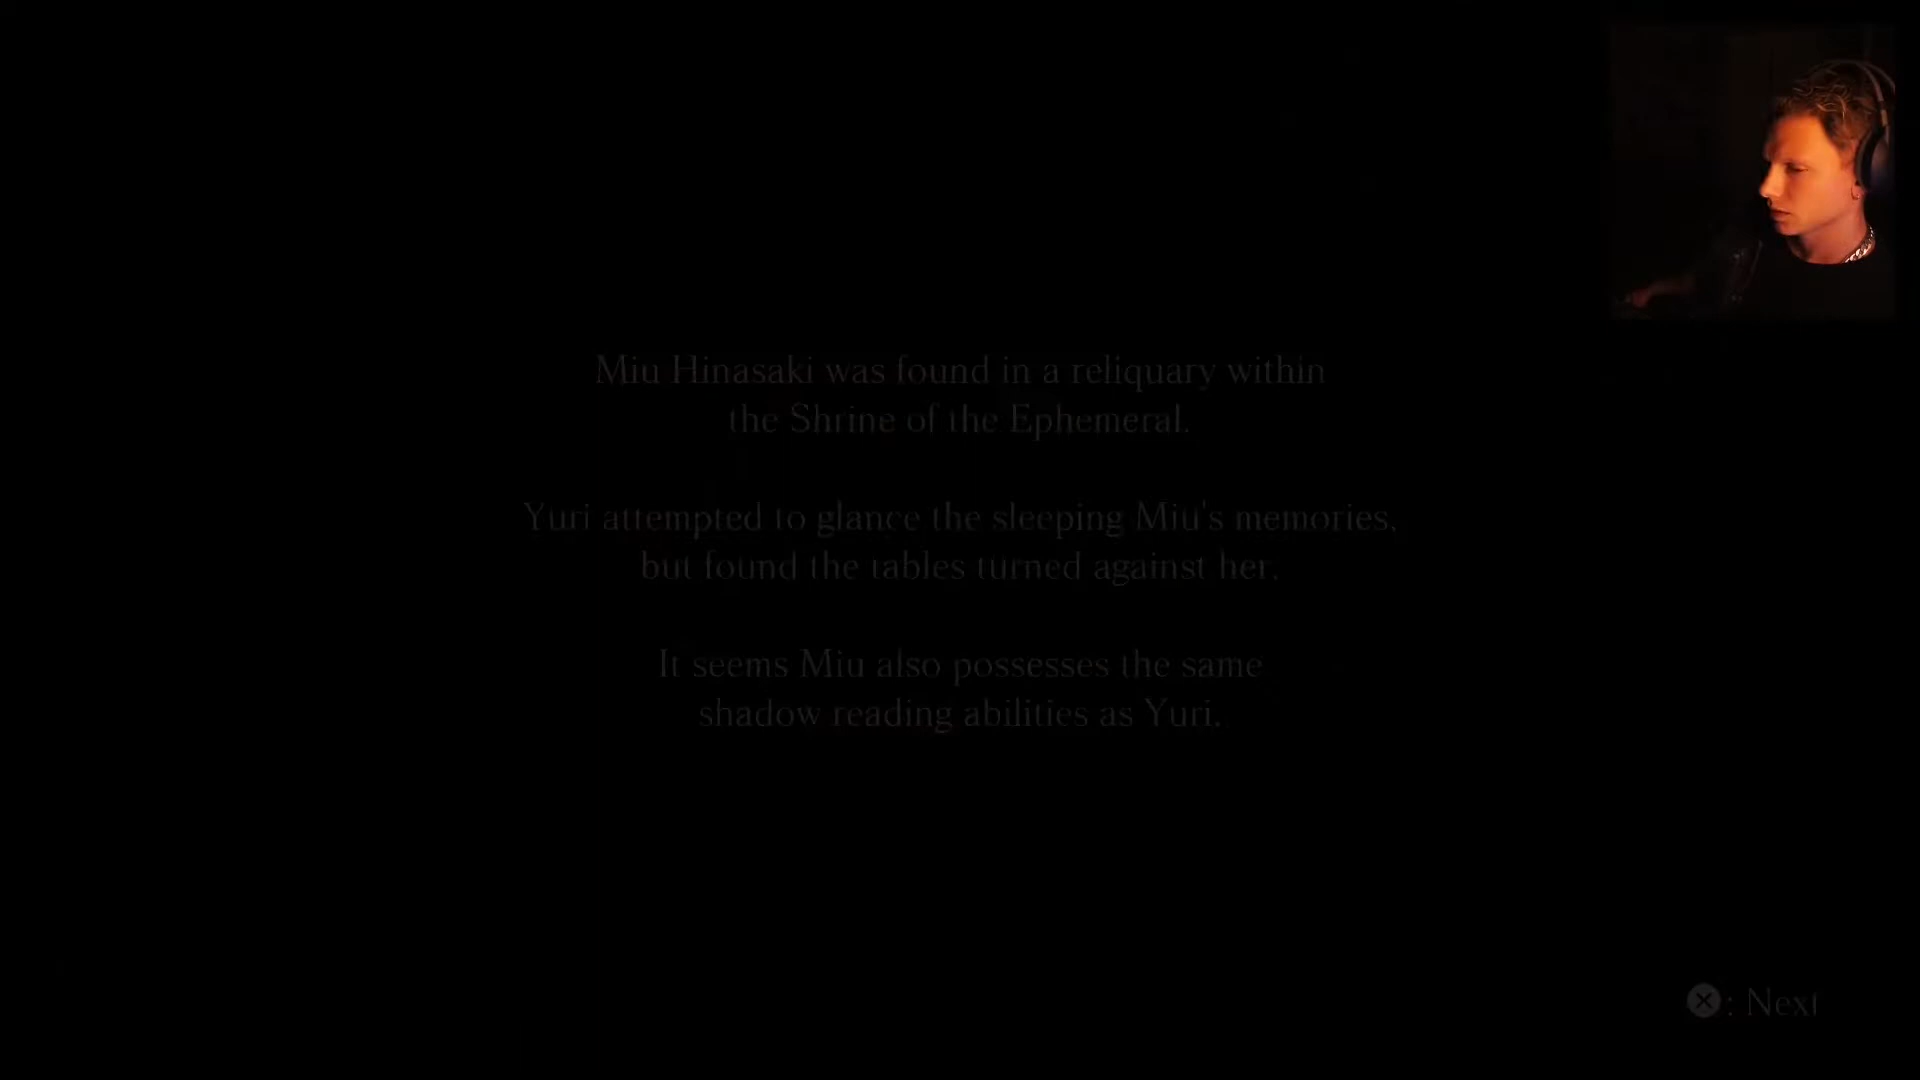 Miu Hinasaki was found in a reliquary within
the Shrine of the Ephemeral.
Yuri attempted to glance the sleeping Miu's memories,
but found the tables turned against her.
It seems Miu also possesses the same
shadow reading abilities as Yuri.
: Next